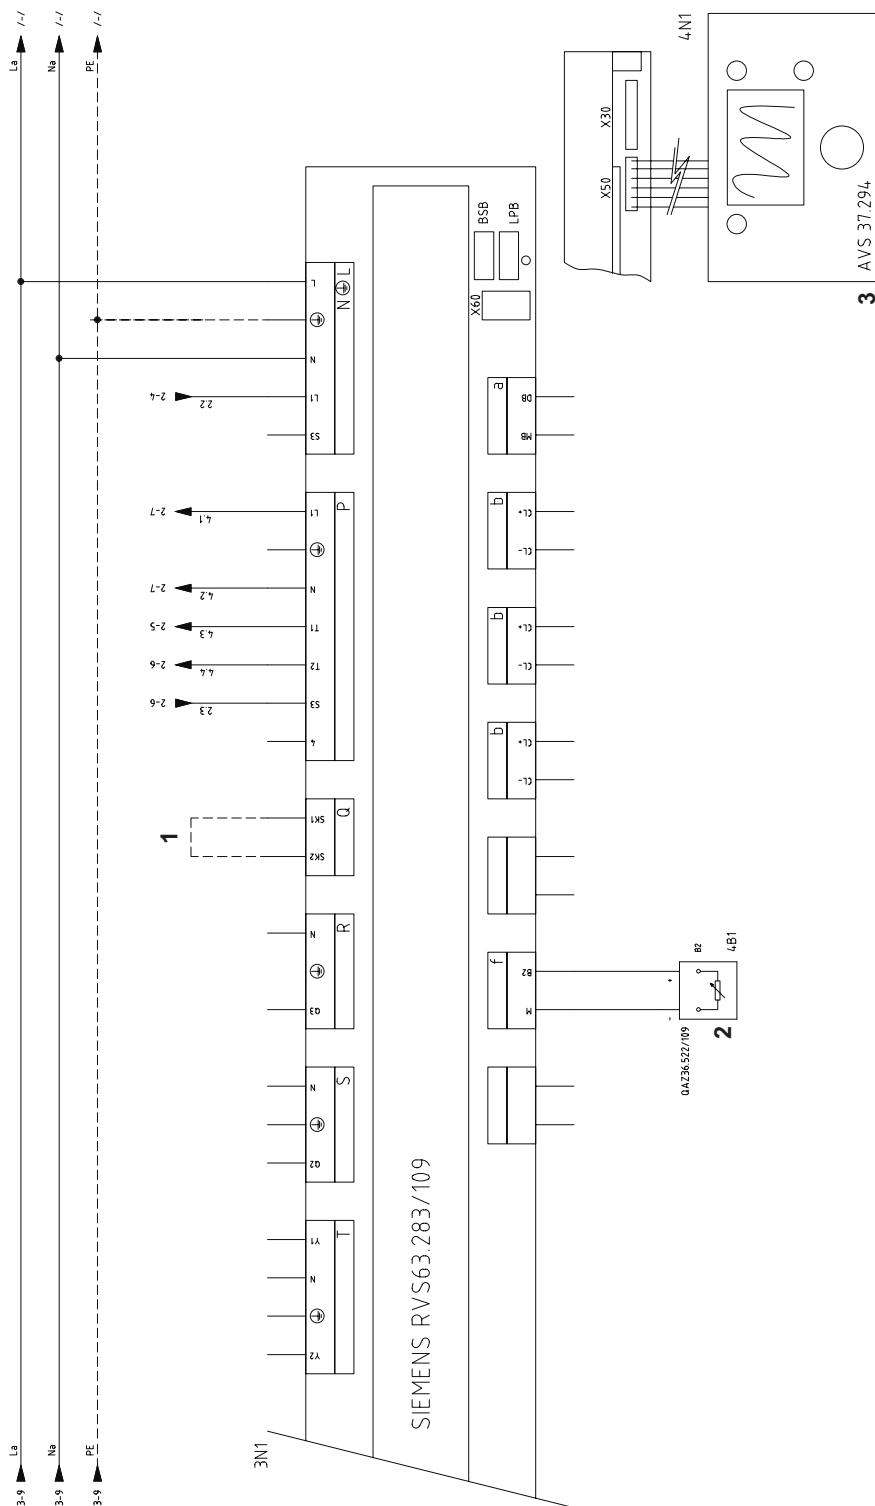 La /-/
Na /-/
PE /-/
3-9 La
3-9 Na
3-9 PE
3N1
SIEMENS RVS63.283/109
L
N
L1
S3
N L
2-4
2.2
L1
N
T1
T2
S3
4
P
2-7
4.1
2-7
4.2
2-5
4.3
2-6
4.4
2-6
2.3
1
SK1
SK2
Q
N
Q3
R
N
Q2
S
Y1
N
Y2
T
BSB
LPB
X60
a
DB
MB
b
CL+
CL-
b
CL+
CL-
b
CL+
CL-
f
B2
M
+
-
B2
4B1
QAZ36.522/109
2
X30
X50
4N1
AVS 37.294
3